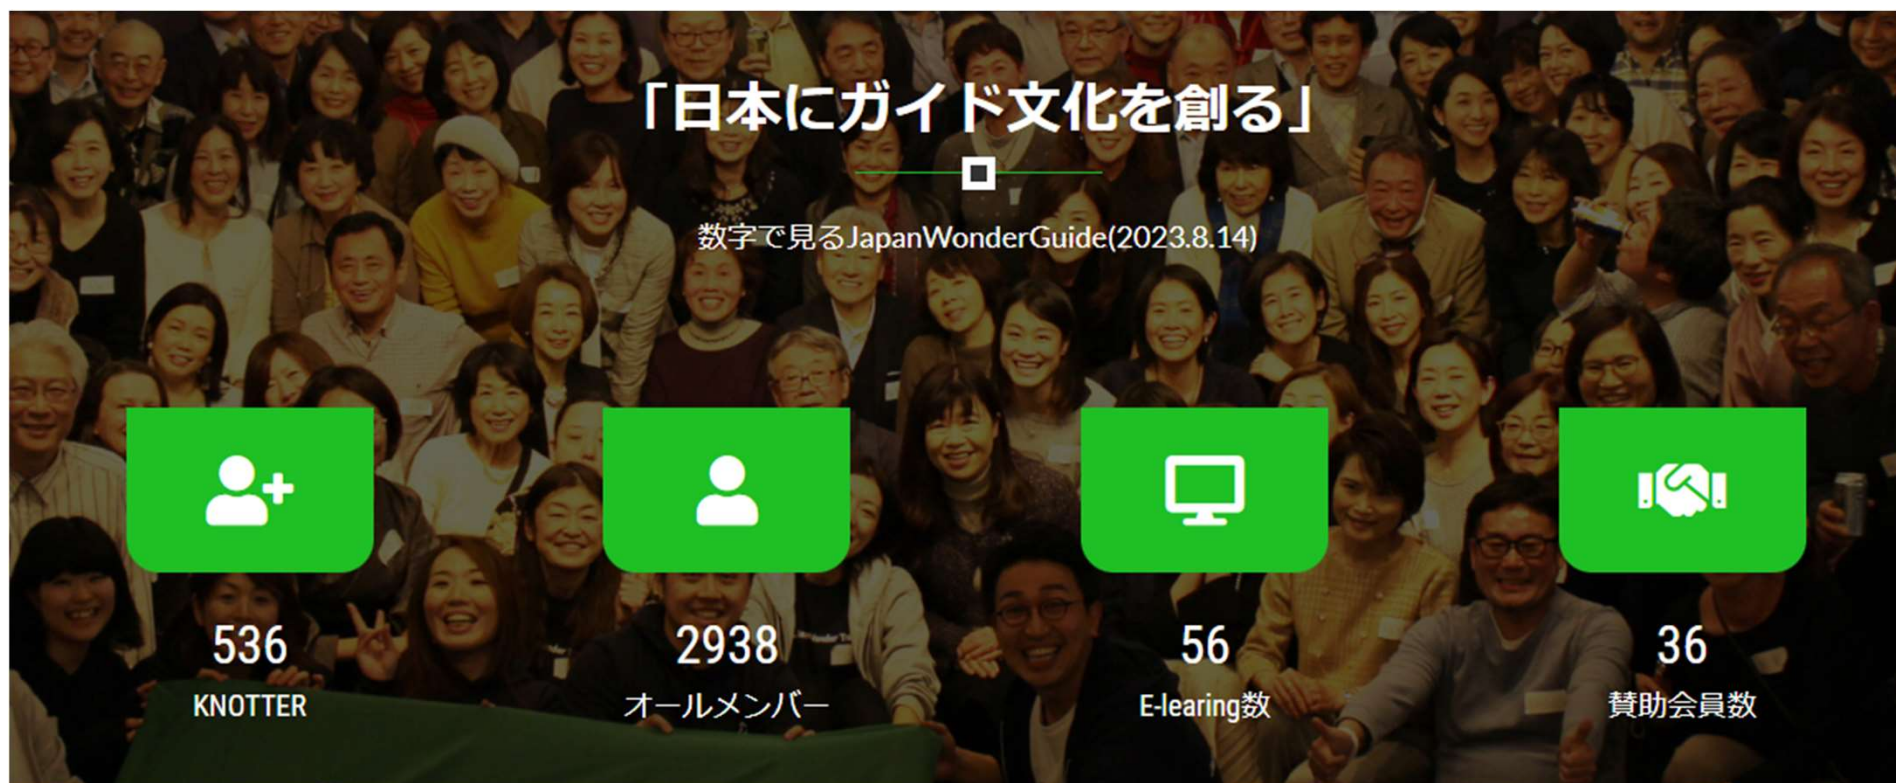 「日本にガイド文化を創る」
数字で見るJapanWonderGuide(2023.8.14)
536
KNOTTER
2938
オールメンバー
56
E-learing数
36
賛助会員数